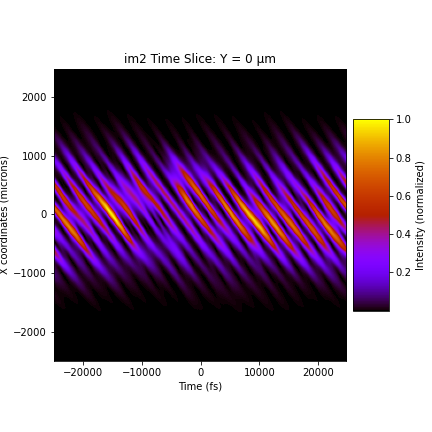 im2 Time Slice: Y = 0 μm
X coordinates (microns)
2000
1000
0
−1000
−2000
−20000 −10000 0 10000 20000
Time (fs)
1.0
0.8
0.6
0.4
0.2
Intensity (normalized)